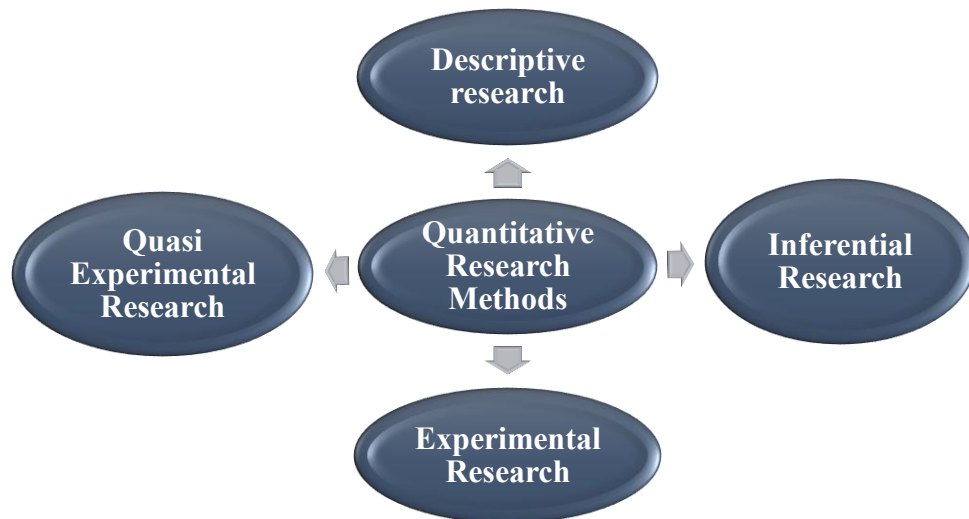 Descriptive
research
Quasi
Experimental
Research
Quantitative
Research
Methods
Inferential
Research
Experimental
Research